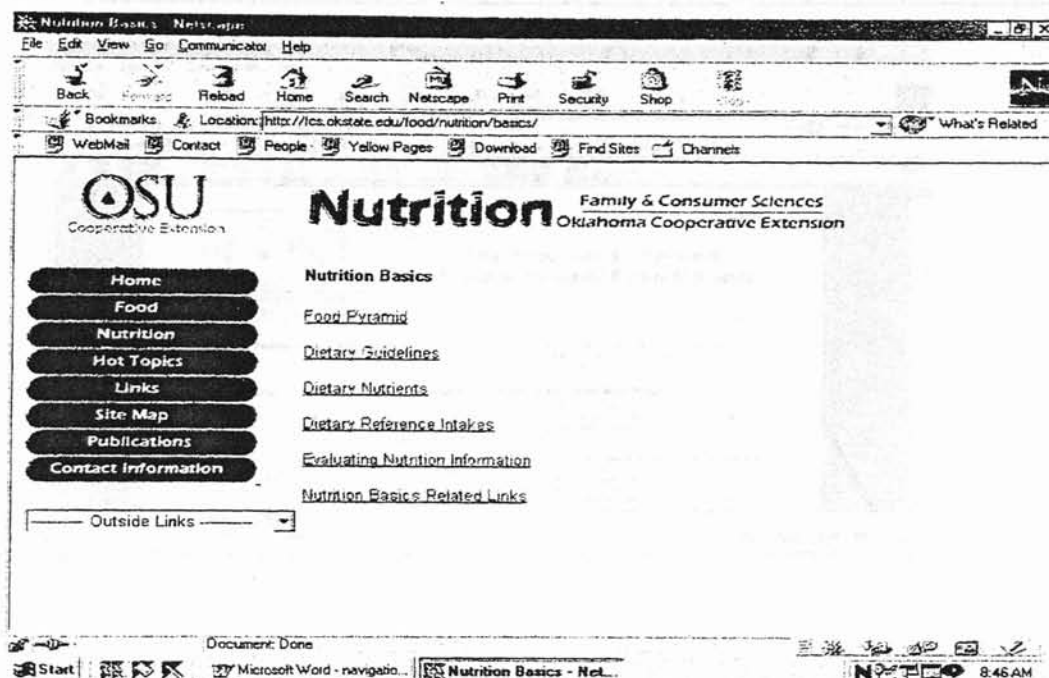 Nutrition Basics - Netscape
File Edit View Go Communicator Help
Back Forward Reload Home Search Netscape Print Security Shop Stop
Bookmarks Location: http://fcs.okstate.edu/food/nutrition/basics/ What's Related
WebMail Contact People Yellow Pages Download Find Sites Channels
OSU
Cooperative Extension
Nutrition
Family & Consumer Sciences
Oklahoma Cooperative Extension
Home
Food
Nutrition
Hot Topics
Links
Site Map
Publications
Contact Information
Outside Links
Nutrition Basics
Food Pyramid
Dietary Guidelines
Dietary Nutrients
Dietary Reference Intakes
Evaluating Nutrition Information
Nutrition Basics Related Links
Document: Done
Start Microsoft Word - navigatio... Nutrition Basics - Net... 8:46 AM